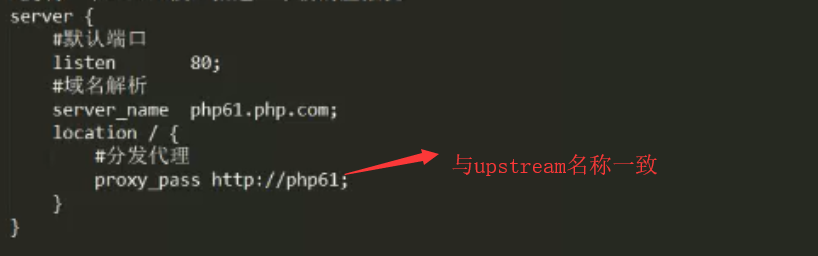 server {
#默认端口
listen 80;
#域名解析
server_name php61.php.com;
location / {
#分发代理
proxy_pass http://php61;
与upstream名称一致
}
}